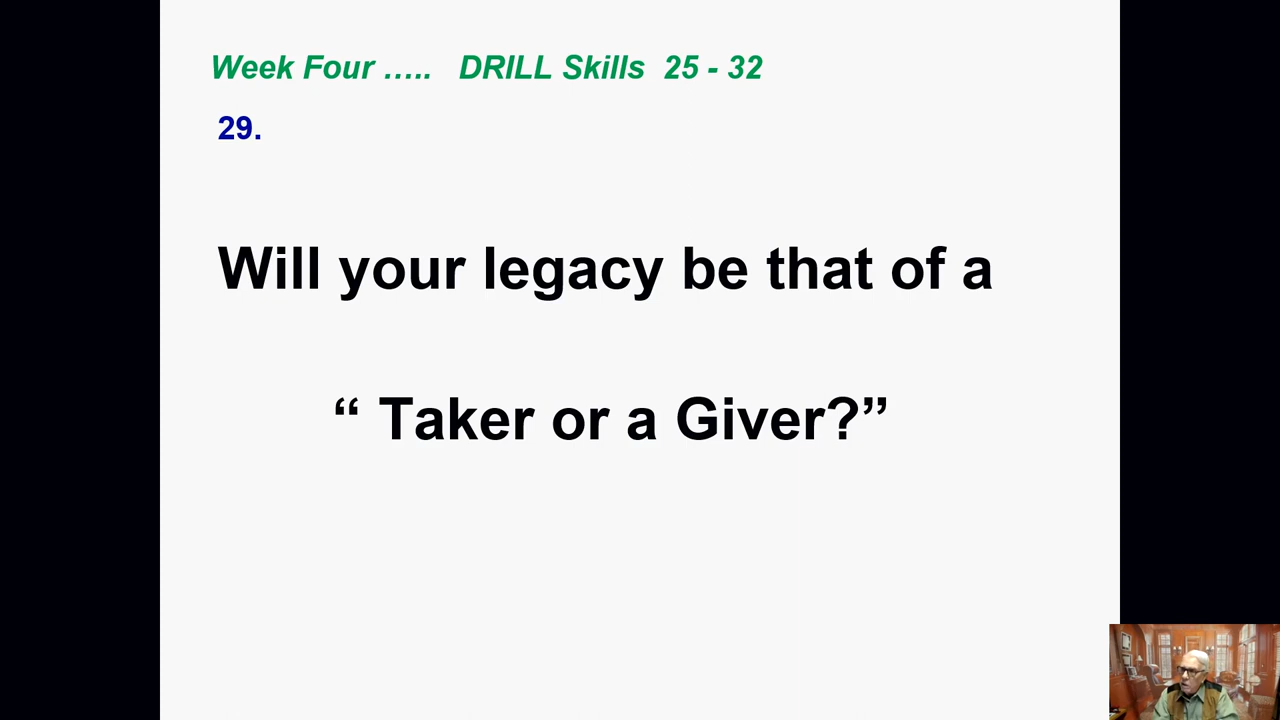 Week Four ….. DRILL Skills 25 - 32
29.
Will your legacy be that of a
“ Taker or a Giver?”